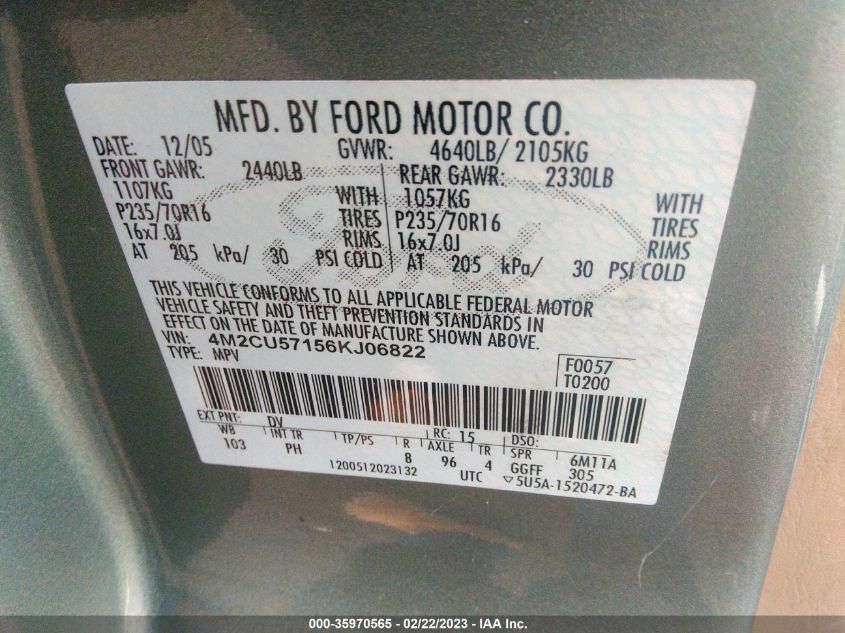 MFD. BY FORD MOTOR CO.
DATE: 12/05 GVWR: 4640LB/ 2105KG
FRONT GAWR: 2440LB REAR GAWR: 2330LB
1107KG WITH 1057KG WITH
P235/70R16 TIRES P235/70R16 TIRES
16x7.0J RIMS 16x7.0J RIMS
AT 205 kPa/ 30 PSI COLD AT 205 kPa/ 30 PSI COLD
Ford
THIS VEHICLE CONFORMS TO ALL APPLICABLE FEDERAL MOTOR
VEHICLE SAFETY AND THEFT PREVENTION STANDARDS IN
EFFECT ON THE DATE OF MANUFACTURE SHOWN ABOVE.
VIN: 4M2CU57156KJ06822
TYPE: MPV
F0057
T0200
EXT PNT: DV RC: 15 DSO:
WB INT TR TP/PS R AXLE TR SPR 6M11A
103 PH B 96 4 GGFF 305
1200512023132 UTC ▽5U5A-1520472-BA
000-35970565 - 02/22/2023 - IAA Inc.